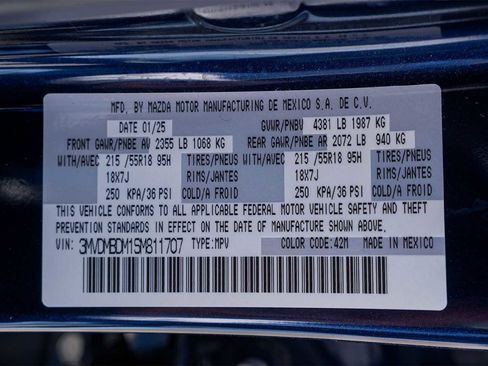 MFD. BY MAZDA MOTOR MANUFACTURING DE MEXICO S.A. DE C.V.
DATE 01/25 GVWR/PNBV 4381 LB 1987 KG
FRONT GAWR/PNBE AV 2355 LB 1068 KG REAR GAWR/PNBE AR 2072 LB 940 KG
WITH/AVEC 215 /55R18 95H TIRES/PNEUS WITH/AVEC 215 /55R18 95H TIRES/PNEUS
18X7J RIMS/JANTES 18X7J RIMS/JANTES
250 KPA/36 PSI COLD/A FROID 250 KPA/36 PSI COLD/A FROID
THIS VEHICLE CONFORMS TO ALL APPLICABLE FEDERAL MOTOR VEHICLE SAFETY AND THEFT
PREVENTION STANDARDS IN EFFECT ON THE DATE OF MANUFACTURE SHOWN ABOVE.
VIN: 3MVDMBDM1SM811707 TYPE:MPV COLOR CODE:42M MADE IN MEXICO